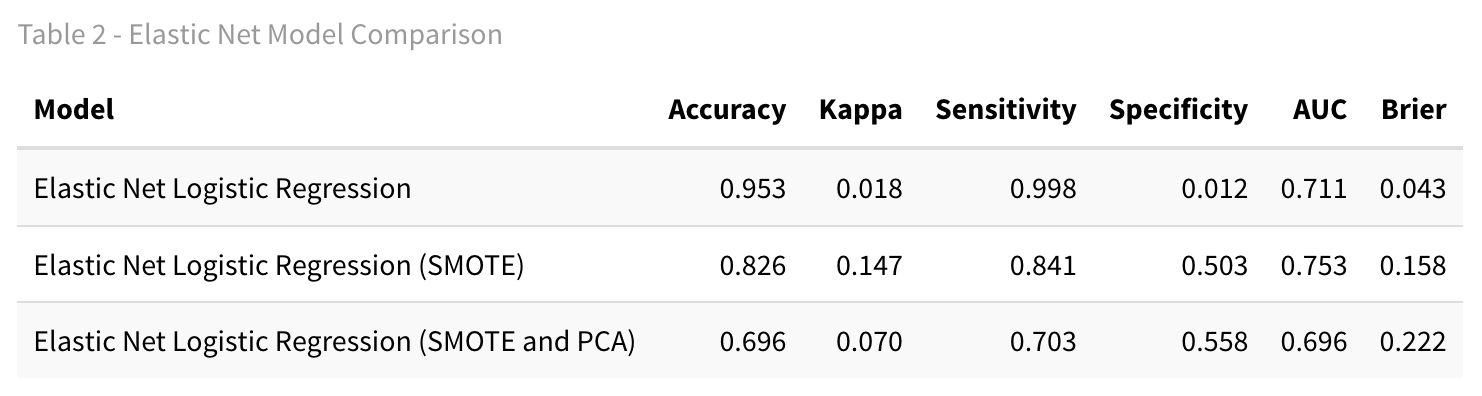 Table 2 - Elastic Net Model Comparison
Model Accuracy Kappa Sensitivity Specificity AUC Brier
Elastic Net Logistic Regression 0.953 0.018 0.998 0.012 0.711 0.043
Elastic Net Logistic Regression (SMOTE) 0.826 0.147 0.841 0.503 0.753 0.158
Elastic Net Logistic Regression (SMOTE and PCA) 0.696 0.070 0.703 0.558 0.696 0.222